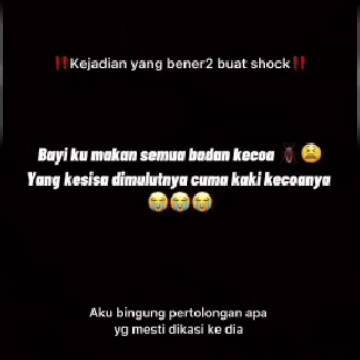 ‼️Kejadian yang bener2 buat shock‼️
Bayi ku makan semua badan kecoa 🪳😫
Yang kesisa dimulutnya cuma kaki kecoanya
😭😭😭
Aku bingung pertolongan apa
yg mesti dikasi ke dia